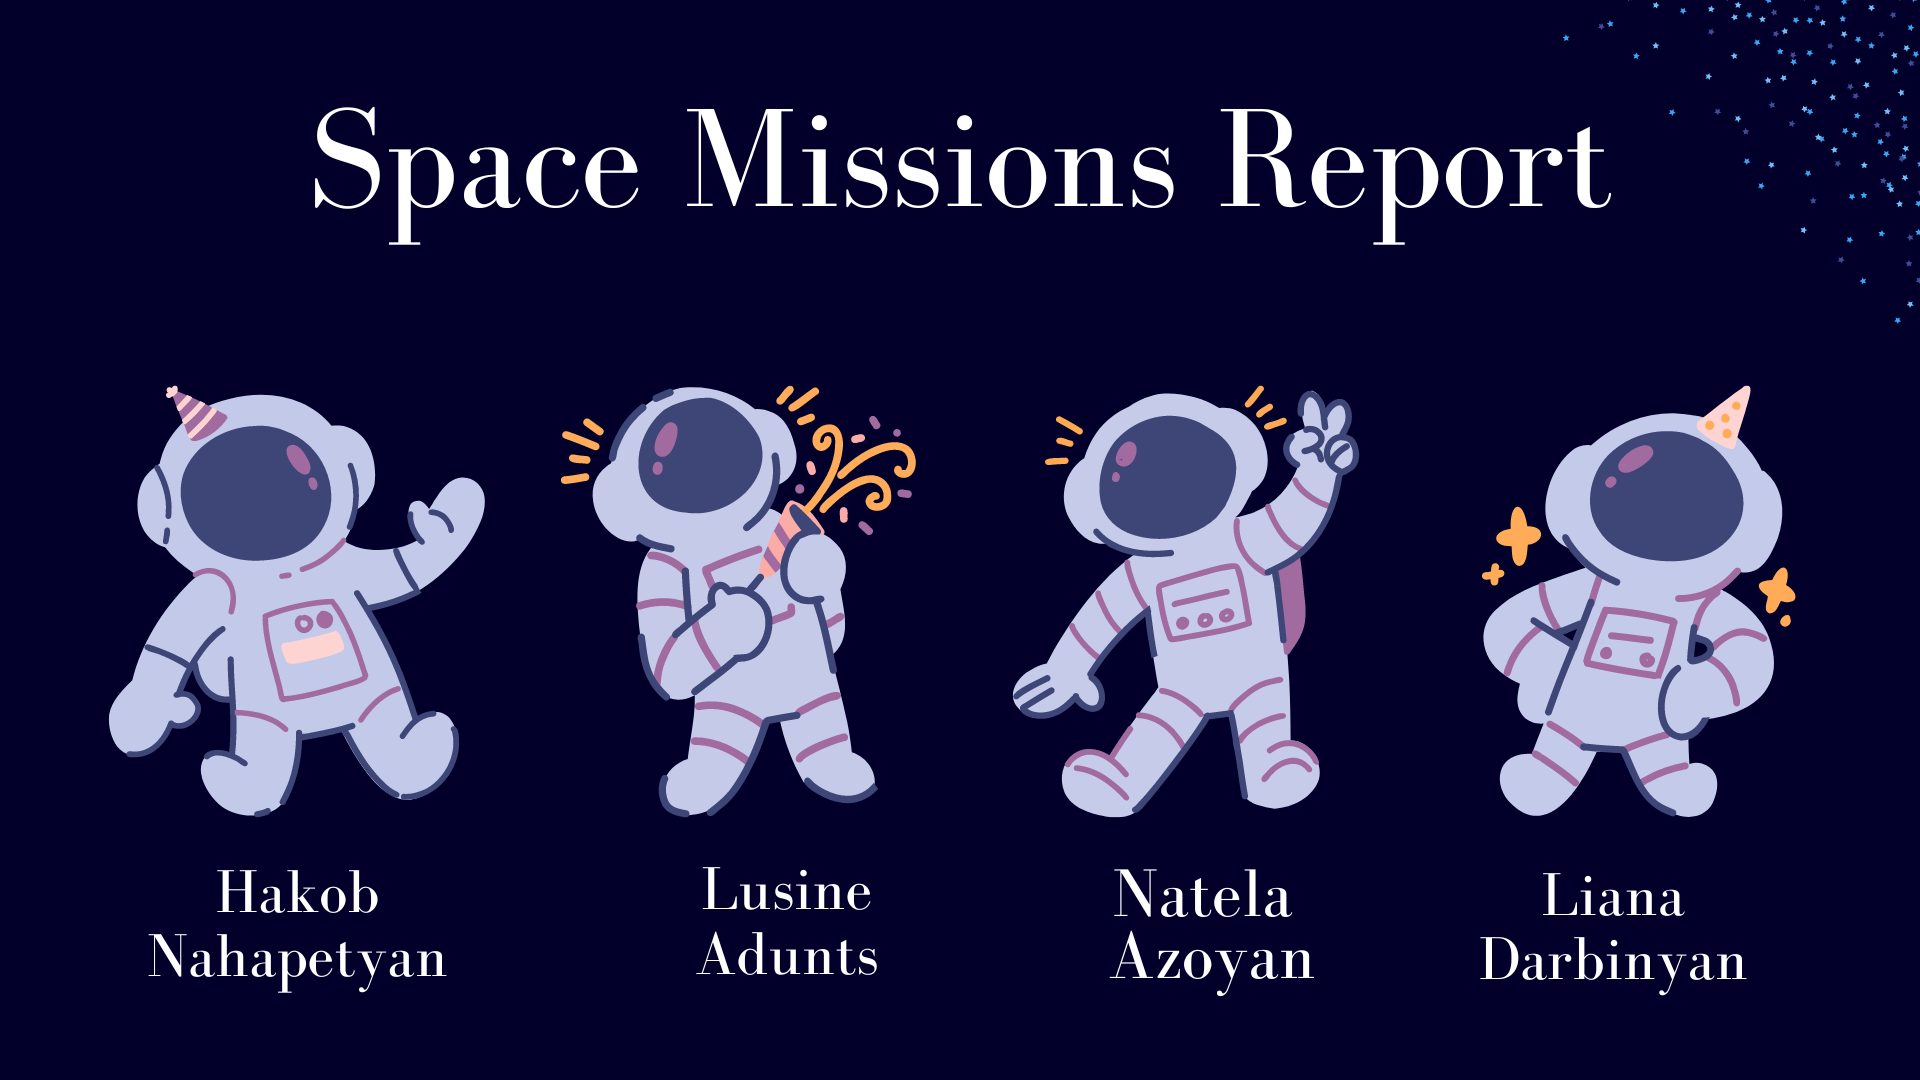 Space Missions Report
Hakob
Nahapetyan
Lusine
Adunts
Natela
Azoyan
Liana
Darbinyan